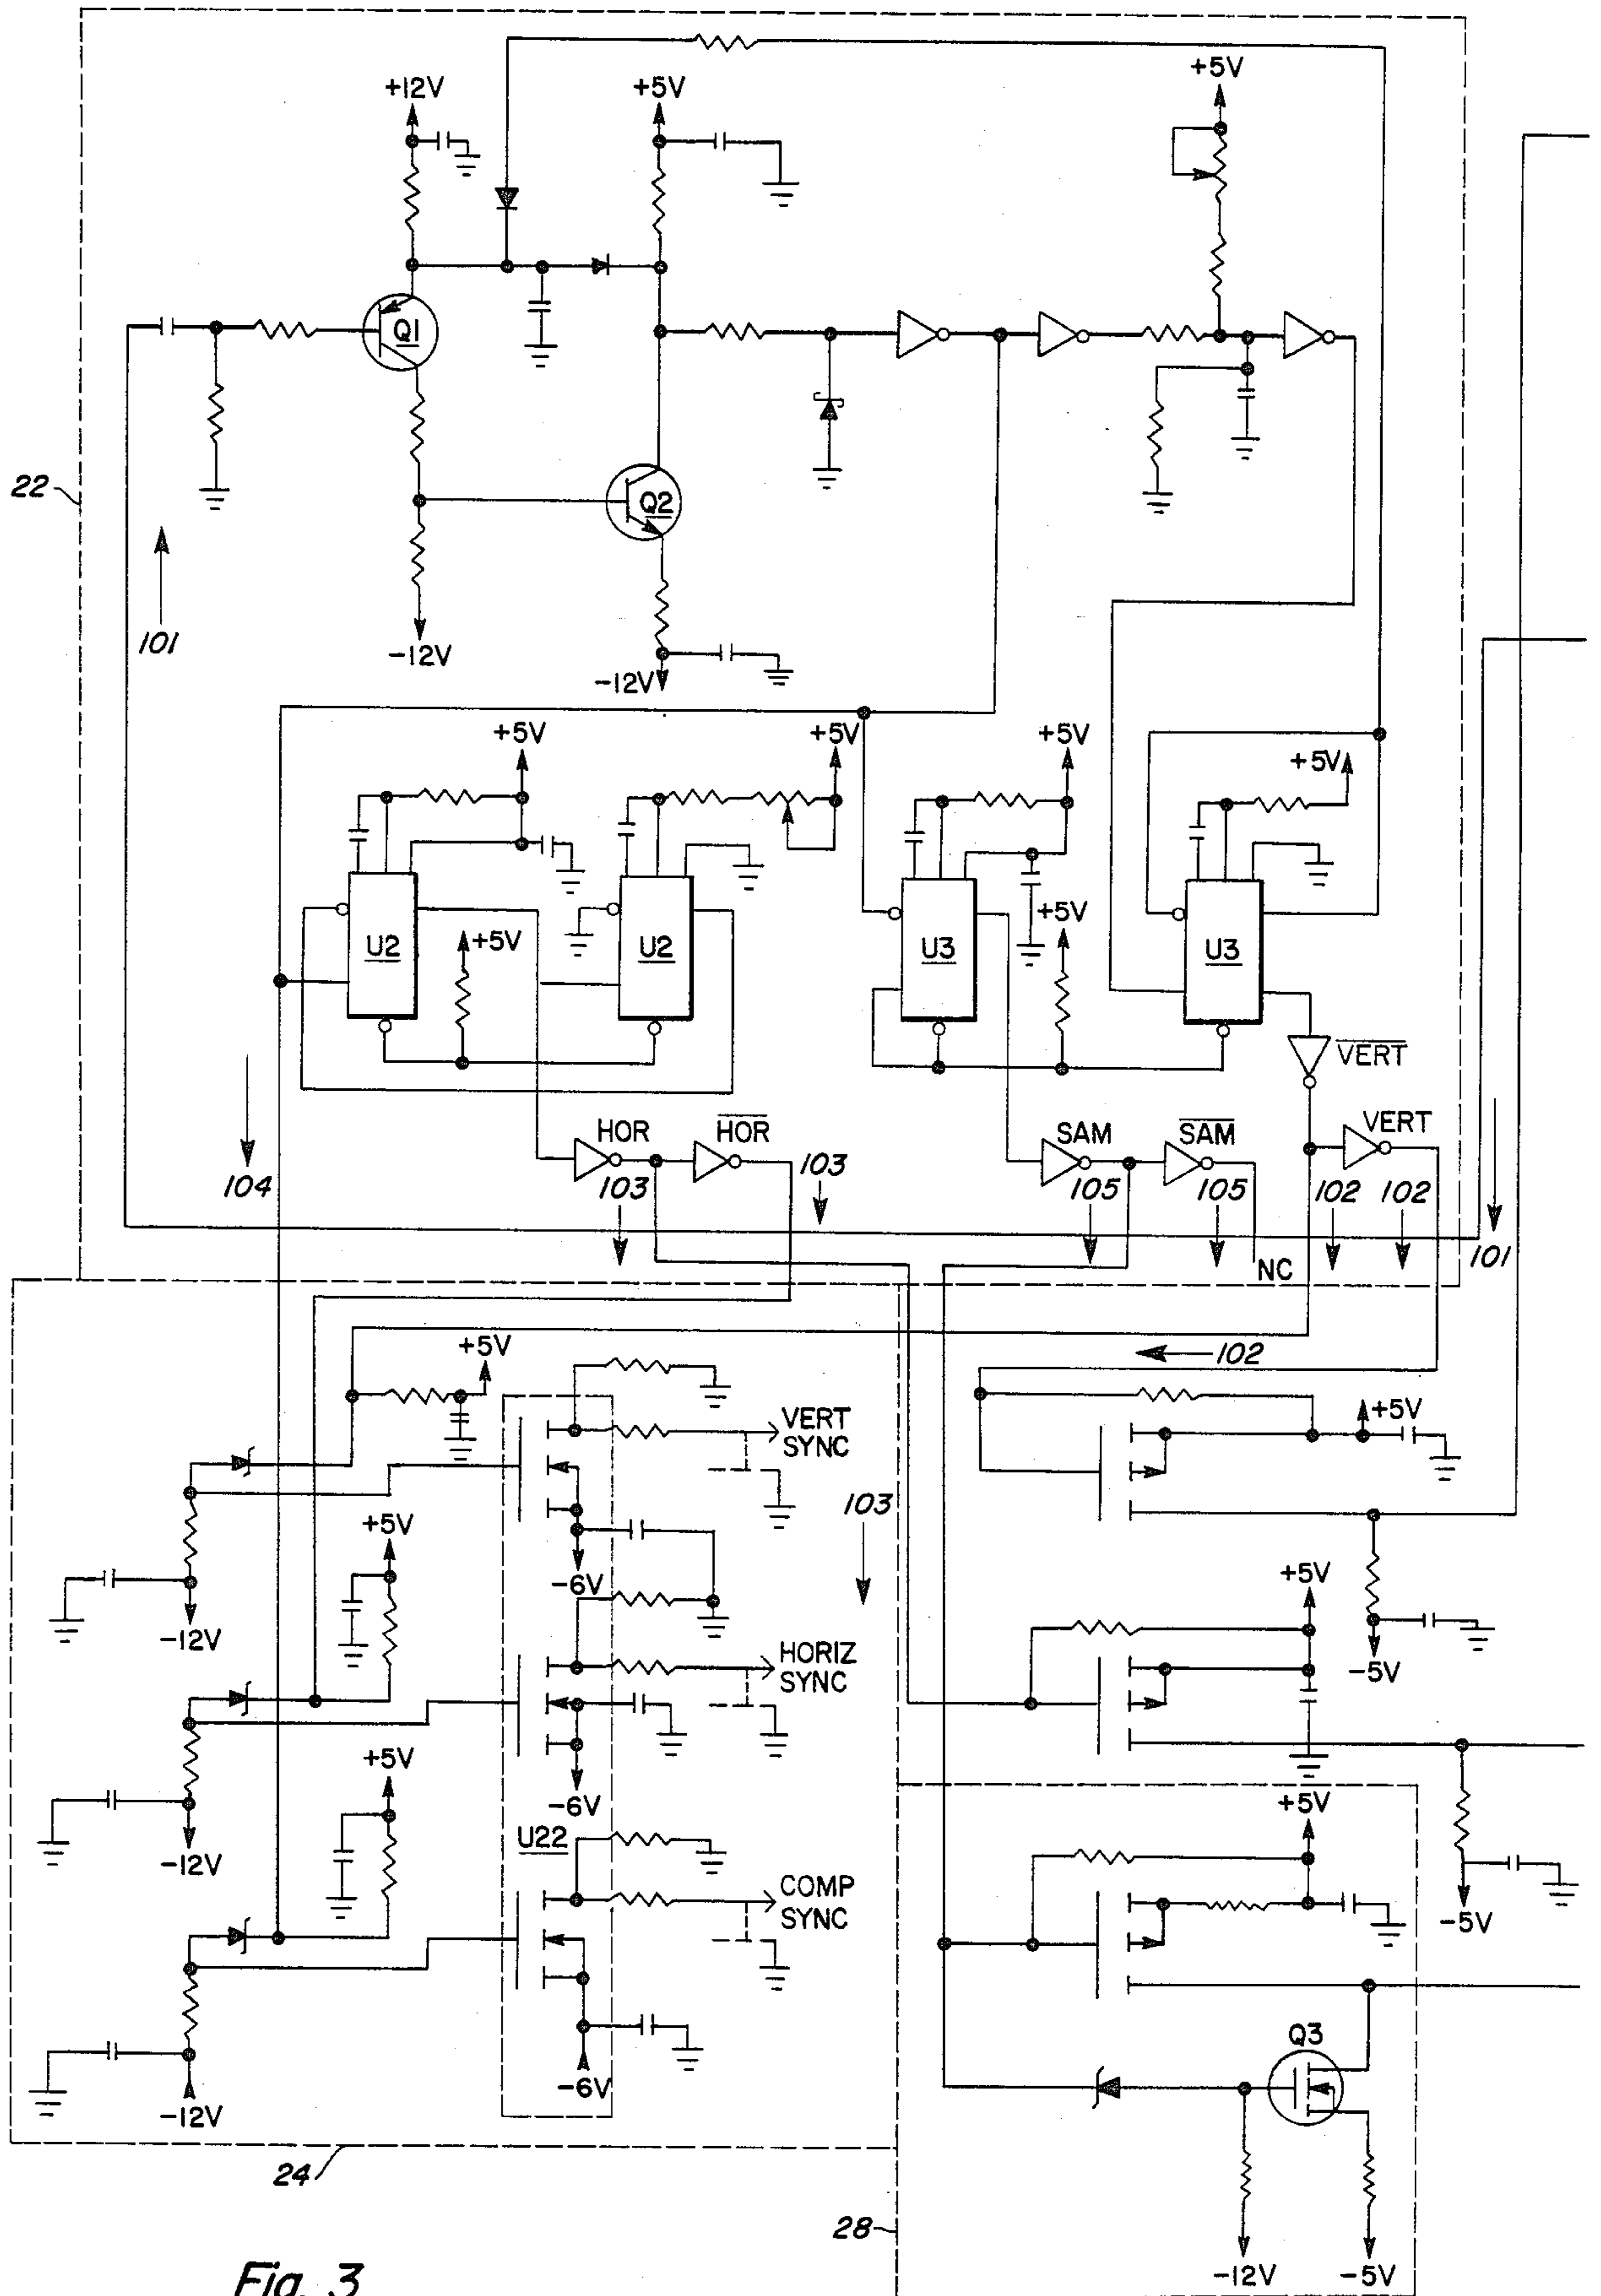 +12V
+5V
+5V
Q1
22
Q2
101
-12V
-12V
+5V
+5V
+5V
+5V
U2
+5V
U2
U3
+5V
U3
VERT
HOR
HOR
SAM
SAM
VERT
104
103
103
105
105
102
102
101
NC
+5V
102
VERT
SYNC
+5V
103
+5V
-6V
+5V
-12V
HORIZ
SYNC
-5V
+5V
-6V
+5V
-12V
U22
COMP
SYNC
-5V
Q3
-6V
-12V
24
28
-12V
-5V
Fig. 3